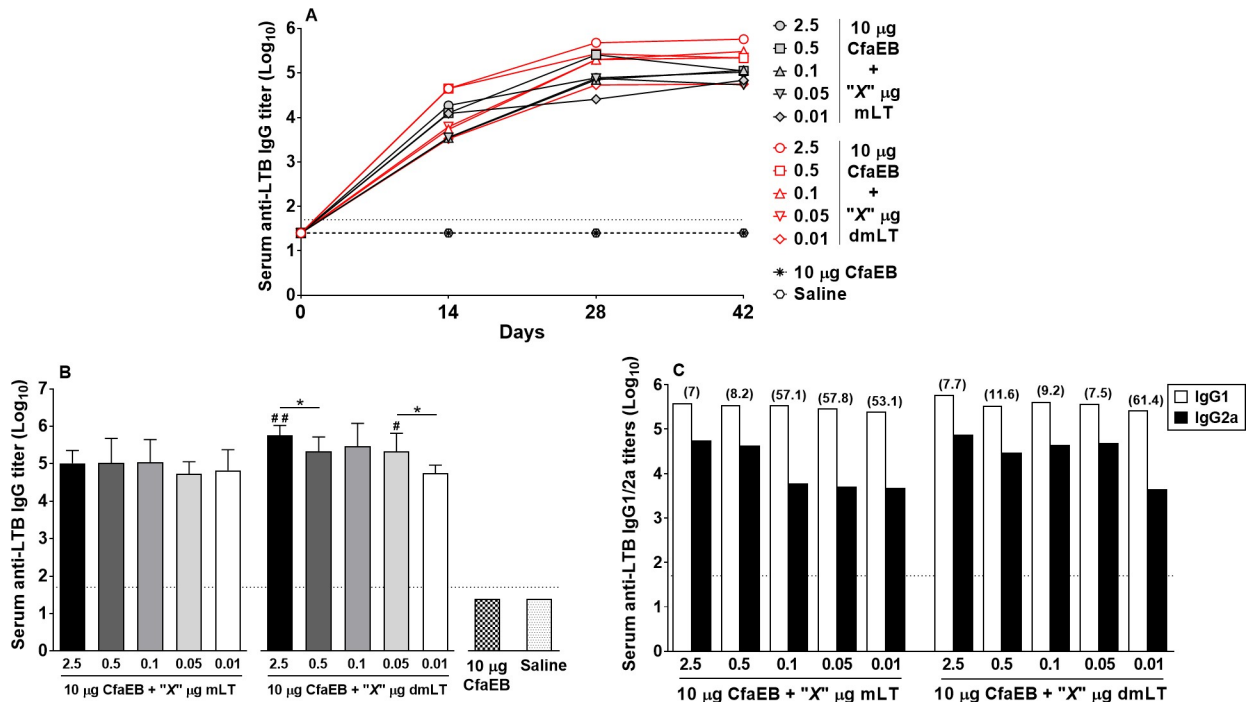 A
Serum anti-LTB IgG titer (Log10)
6
5
4
3
2
1
0
0 14 28 42
Days
2.5
0.5
0.1
0.05
0.01
10 μg
CfaEB
+
"X" μg
mLT
2.5
0.5
0.1
0.05
0.01
10 μg
CfaEB
+
"X" μg
dmLT
10 μg CfaEB
Saline
B
Serum anti-LTB IgG titer (Log10)
7
6
5
4
3
2
1
0
##
*
#
*
2.5 0.5 0.1 0.05 0.01
10 μg CfaEB + "X" μg mLT
2.5 0.5 0.1 0.05 0.01
10 μg CfaEB + "X" μg dmLT
10 μg
CfaEB
Saline
C
Serum anti-LTB IgG1/2a titers (Log10)
6
5
4
3
2
1
0
(7) (8.2) (57.1) (57.8) (53.1)
(7.7) (11.6) (9.2) (7.5) (61.4)
IgG1
IgG2a
2.5 0.5 0.1 0.05 0.01
10 μg CfaEB + "X" μg mLT
2.5 0.5 0.1 0.05 0.01
10 μg CfaEB + "X" μg dmLT